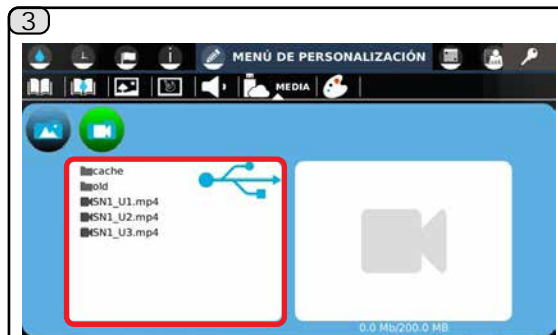 3
MENÚ DE PERSONALIZACIÓN
MEDIA
cache
old
SN1_U1.mp4
SN1_U2.mp4
SN1_U3.mp4
0.0 Mb/200.0 MB